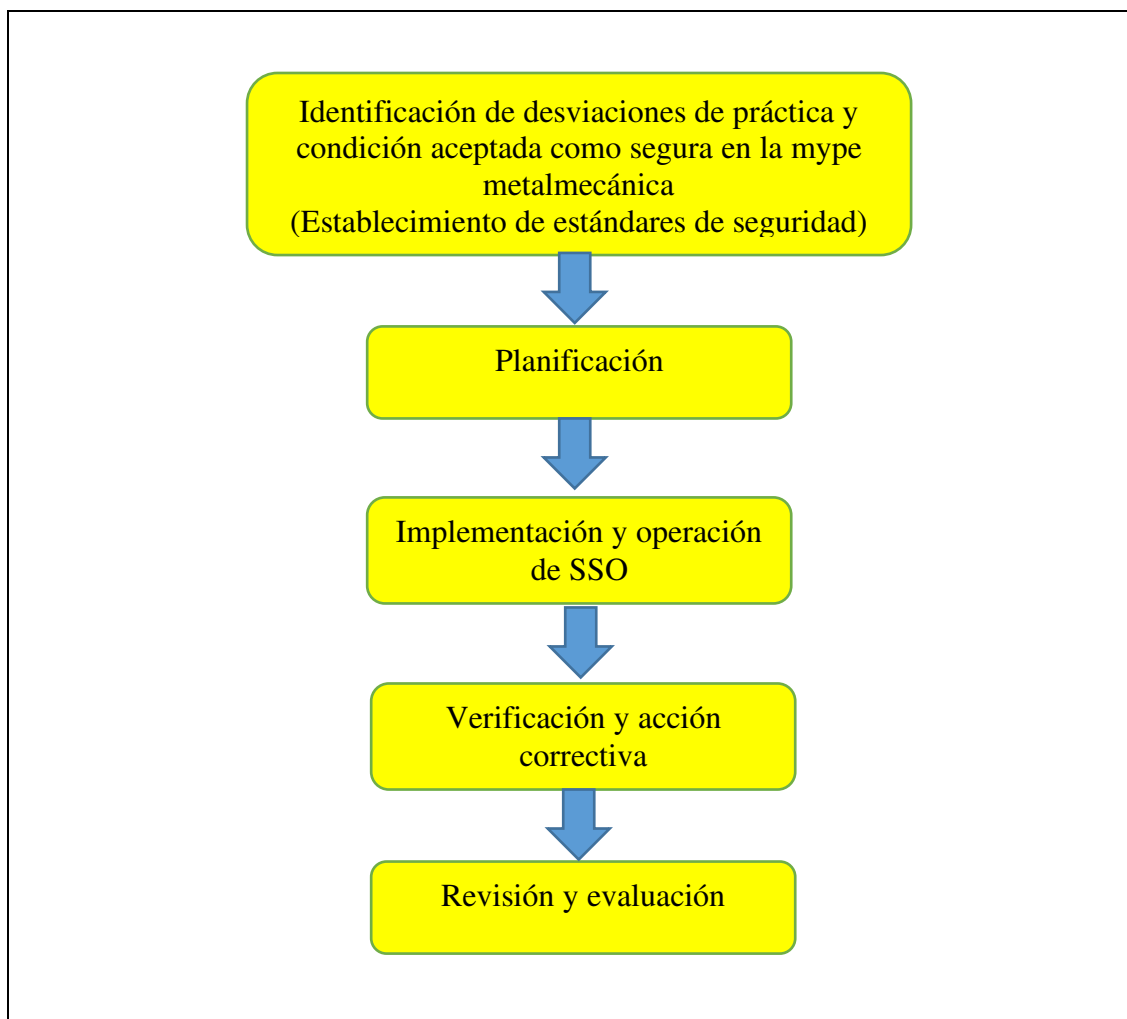 Identificación de desviaciones de práctica y
condición aceptada como segura en la mype
metalmecánica
(Establecimiento de estándares de seguridad)
Planificación
Implementación y operación
de SSO
Verificación y acción
correctiva
Revisión y evaluación